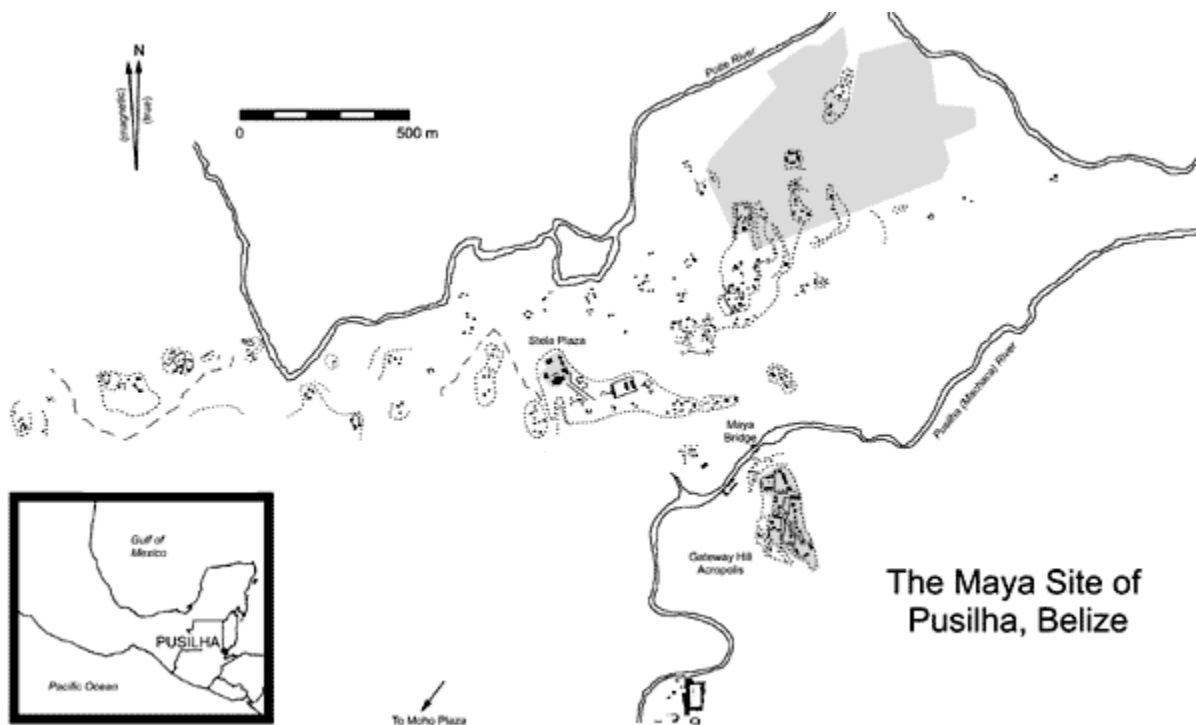 N
(magnetic)
(true)
0
500 m
Poite River
Stela Plaza
Maya
Bridge
Pusilha (Machaca) River
Gateway Hill
Acropolis
The Maya Site of
Pusilha, Belize
Gulf of
Mexico
PUSILHA
Pacific Ocean
To Moho Plaza